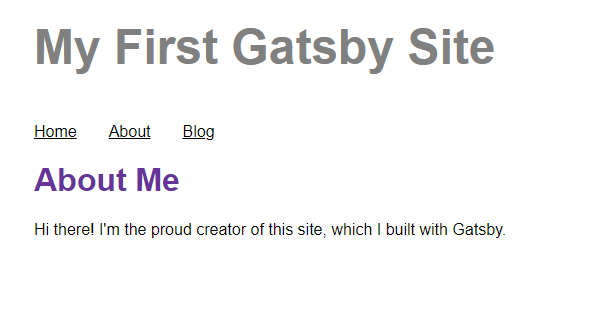 My First Gatsby Site
Home About Blog
About Me
Hi there! I'm the proud creator of this site, which I built with Gatsby.